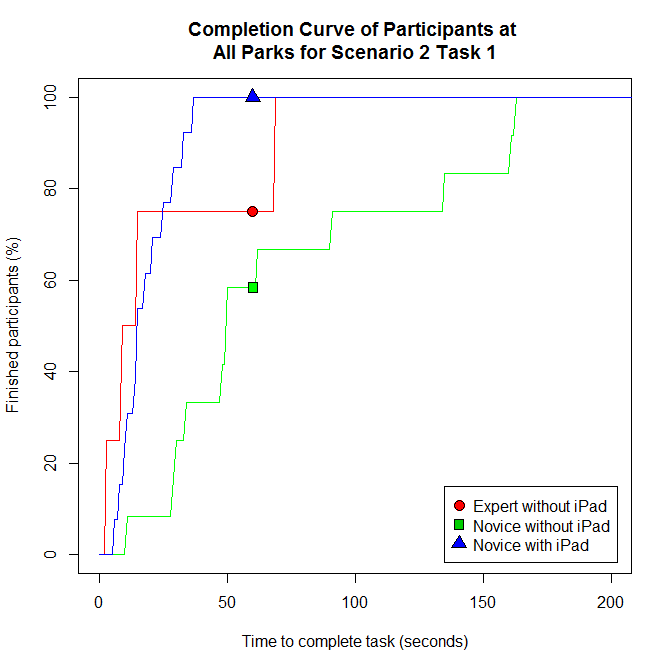 Completion Curve of Participants at
All Parks for Scenario 2 Task 1
Finished participants (%)
100
80
60
40
20
0
Expert without iPad
Novice without iPad
Novice with iPad
0 50 100 150 200
Time to complete task (seconds)